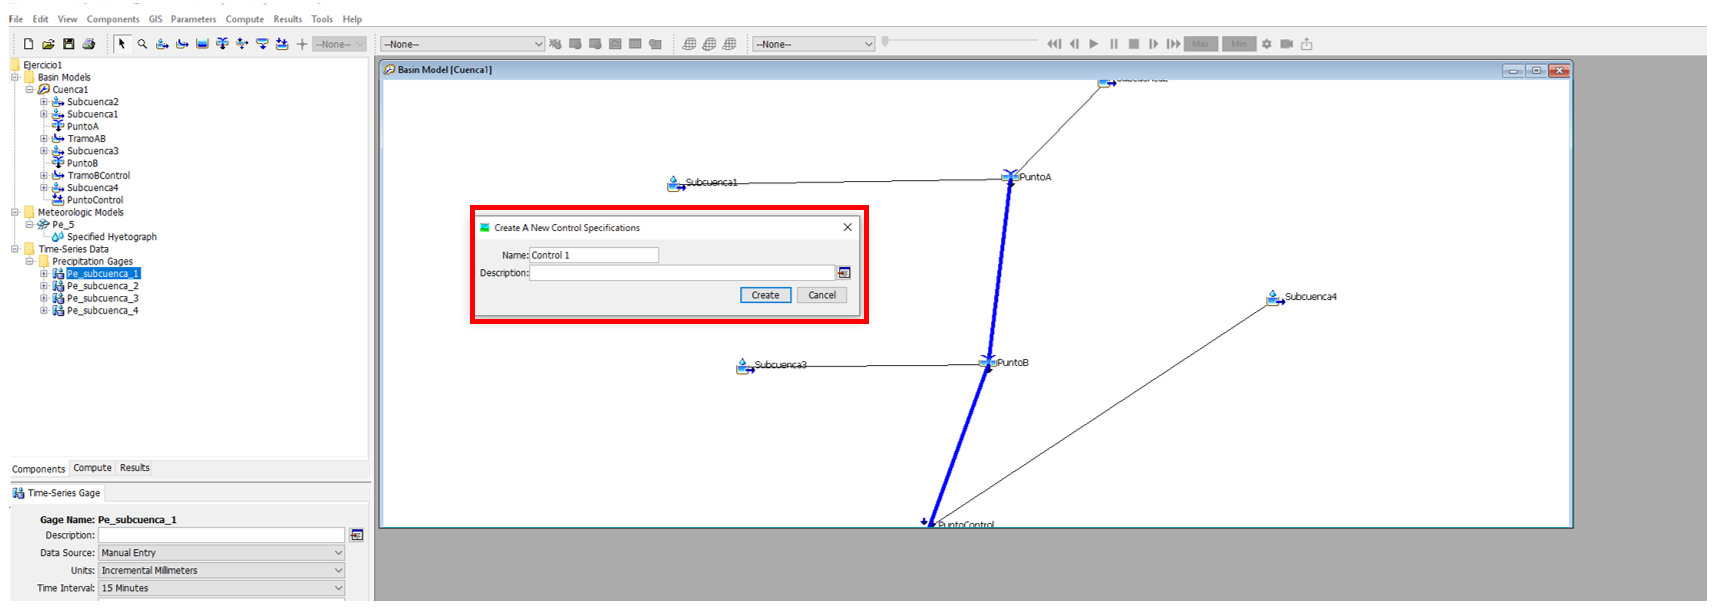 File Edit View Components GIS Parameters Compute Results Tools Help
--None-- --None-- --None-- Max Min
Ejercicio1
Basin Models
Cuenca1
Subcuenca2
Subcuenca1
PuntoA
TramoAB
Subcuenca3
PuntoB
TramoBControl
Subcuenca4
PuntoControl
Meteorologic Models
Pe_5
Specified Hyetograph
Time-Series Data
Precipitation Gages
Pe_subcuenca_1
Pe_subcuenca_2
Pe_subcuenca_3
Pe_subcuenca_4
Components Compute Results
Time-Series Gage
Gage Name: Pe_subcuenca_1
Description:
Data Source: Manual Entry
Units: Incremental Milimeters
Time Interval: 15 Minutes
Basin Model [Cuenca1]
Subcuenca2
PuntoA
Subcuenca1
Create A New Control Specifications
Name: Control 1
Description:
Create Cancel
Subcuenca4
Subcuenca3
PuntoB
PuntoControl